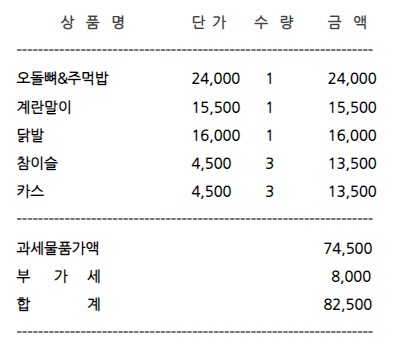 상 품 명 단 가 수 량 금 액
-----------------------------------------------------------------------
오돌뼈&주먹밥 24,000 1 24,000
계란말이 15,500 1 15,500
닭발 16,000 1 16,000
참이슬 4,500 3 13,500
카스 4,500 3 13,500
-----------------------------------------------------------------------
과세물품가액 74,500
부 가 세 8,000
합 계 82,500
-----------------------------------------------------------------------